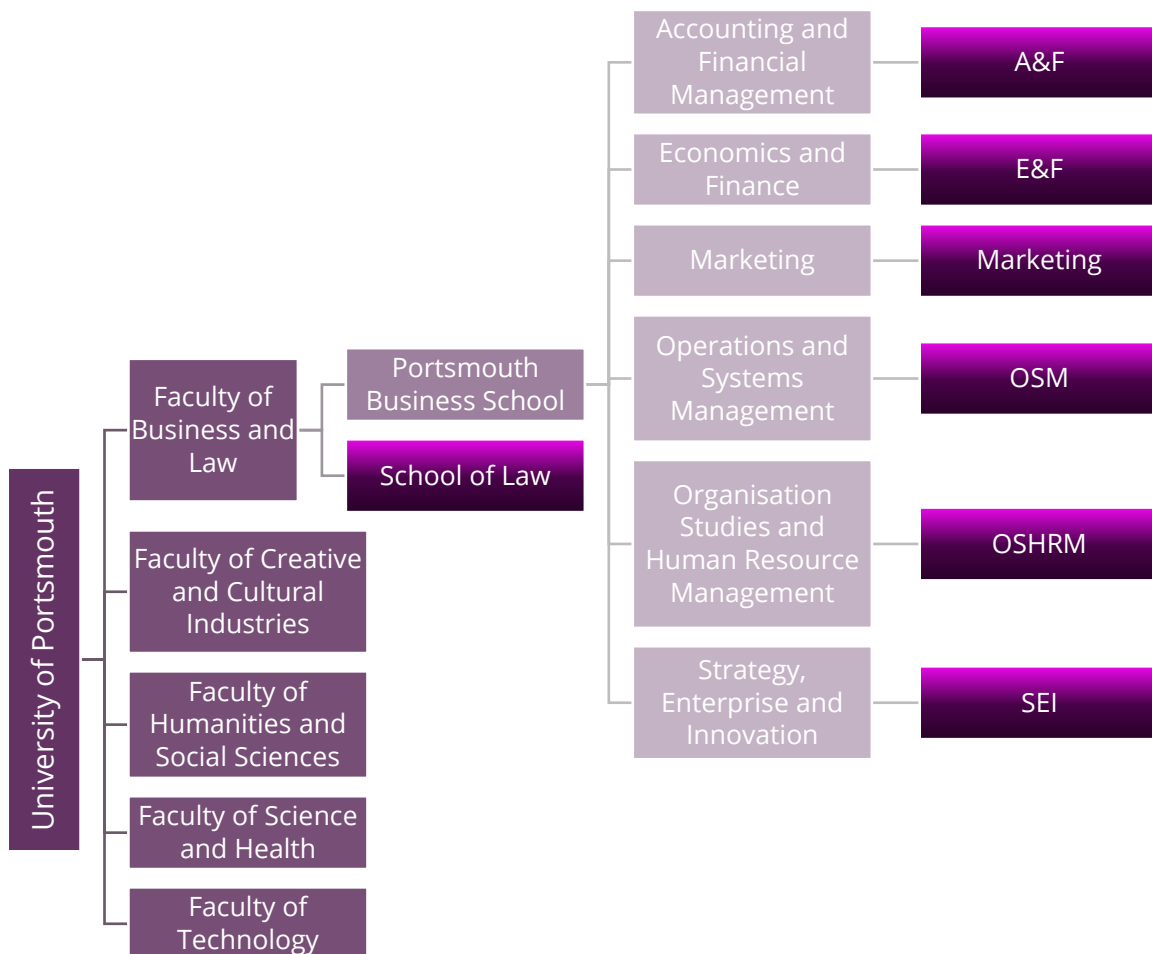 University of Portsmouth
Faculty of
Business and
Law
Faculty of Creative
and Cultural
Industries
Faculty of
Humanities and
Social Sciences
Faculty of Science
and Health
Faculty of
Technology
Portsmouth
Business School
School of Law
Accounting and
Financial
Management
Economics and
Finance
Marketing
Operations and
Systems
Management
Organisation
Studies and
Human Resource
Management
Strategy,
Enterprise and
Innovation
A&F
E&F
Marketing
OSM
OSHRM
SEI